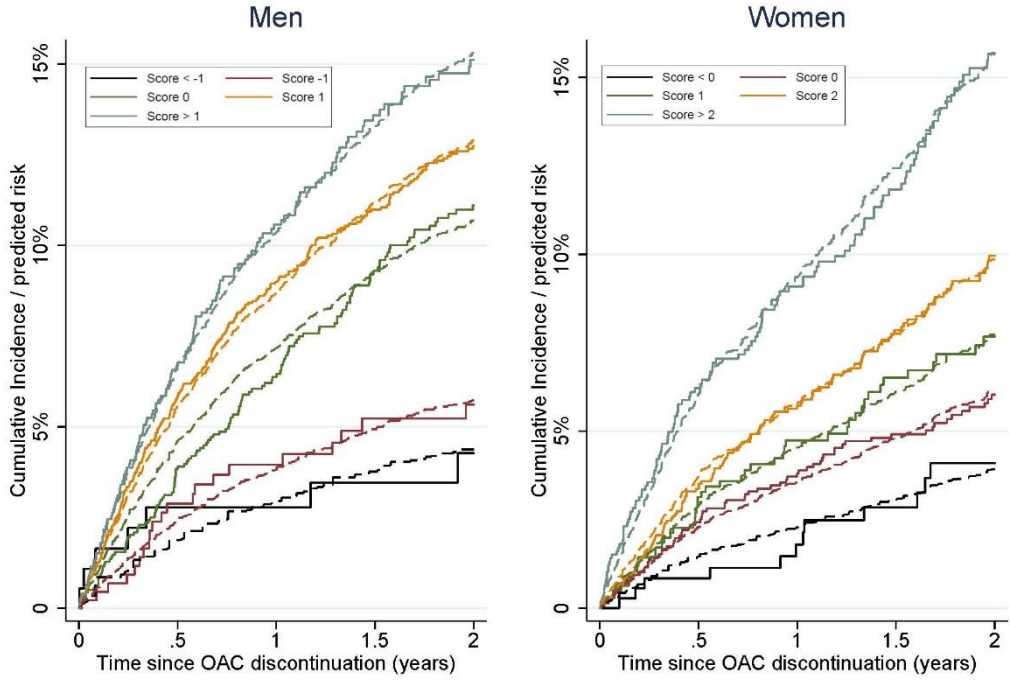 Men
Cumulative Incidence / predicted risk
15%
10%
5%
0
Score < -1
Score -1
Score 0
Score 1
Score > 1
0
.5
1
1.5
2
Time since OAC discontinuation (years)
Women
Cumulative Incidence / predicted risk
15%
10%
5%
0
Score < 0
Score 0
Score 1
Score 2
Score > 2
0
.5
1
1.5
2
Time since OAC discontinuation (years)